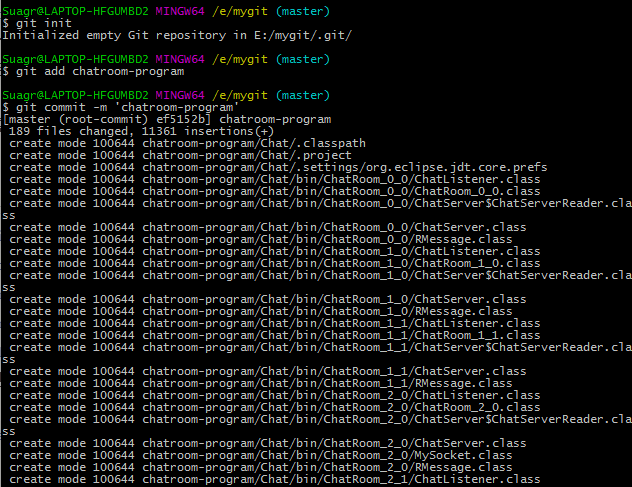 Suagr@LAPTOP-HFGUMBD2 MINGW64 /e/mygit (master)
$ git init
Initialized empty Git repository in E:/mygit/.git/
Suagr@LAPTOP-HFGUMBD2 MINGW64 /e/mygit (master)
$ git add chatroom-program
Suagr@LAPTOP-HFGUMBD2 MINGW64 /e/mygit (master)
$ git commit -m 'chatroom-program'
[master (root-commit) ef5152b] chatroom-program
 189 files changed, 11361 insertions(+)
 create mode 100644 chatroom-program/Chat/.classpath
 create mode 100644 chatroom-program/Chat/.project
 create mode 100644 chatroom-program/Chat/.settings/org.eclipse.jdt.core.prefs
 create mode 100644 chatroom-program/Chat/bin/ChatRoom_0_0/ChatListener.class
 create mode 100644 chatroom-program/Chat/bin/ChatRoom_0_0/ChatRoom_0_0.class
 create mode 100644 chatroom-program/Chat/bin/ChatRoom_0_0/ChatServer$ChatServerReader.cla
ss
 create mode 100644 chatroom-program/Chat/bin/ChatRoom_0_0/ChatServer.class
 create mode 100644 chatroom-program/Chat/bin/ChatRoom_0_0/RMessage.class
 create mode 100644 chatroom-program/Chat/bin/ChatRoom_1_0/ChatListener.class
 create mode 100644 chatroom-program/Chat/bin/ChatRoom_1_0/ChatRoom_1_0.class
 create mode 100644 chatroom-program/Chat/bin/ChatRoom_1_0/ChatServer$ChatServerReader.cla
ss
 create mode 100644 chatroom-program/Chat/bin/ChatRoom_1_0/ChatServer.class
 create mode 100644 chatroom-program/Chat/bin/ChatRoom_1_0/RMessage.class
 create mode 100644 chatroom-program/Chat/bin/ChatRoom_1_1/ChatListener.class
 create mode 100644 chatroom-program/Chat/bin/ChatRoom_1_1/ChatRoom_1_1.class
 create mode 100644 chatroom-program/Chat/bin/ChatRoom_1_1/ChatServer$ChatServerReader.cla
ss
 create mode 100644 chatroom-program/Chat/bin/ChatRoom_1_1/ChatServer.class
 create mode 100644 chatroom-program/Chat/bin/ChatRoom_1_1/RMessage.class
 create mode 100644 chatroom-program/Chat/bin/ChatRoom_2_0/ChatListener.class
 create mode 100644 chatroom-program/Chat/bin/ChatRoom_2_0/ChatRoom_2_0.class
 create mode 100644 chatroom-program/Chat/bin/ChatRoom_2_0/ChatServer$ChatServerReader.cla
ss
 create mode 100644 chatroom-program/Chat/bin/ChatRoom_2_0/ChatServer.class
 create mode 100644 chatroom-program/Chat/bin/ChatRoom_2_0/MySocket.class
 create mode 100644 chatroom-program/Chat/bin/ChatRoom_2_0/RMessage.class
 create mode 100644 chatroom-program/Chat/bin/ChatRoom_2_1/ChatListener.class